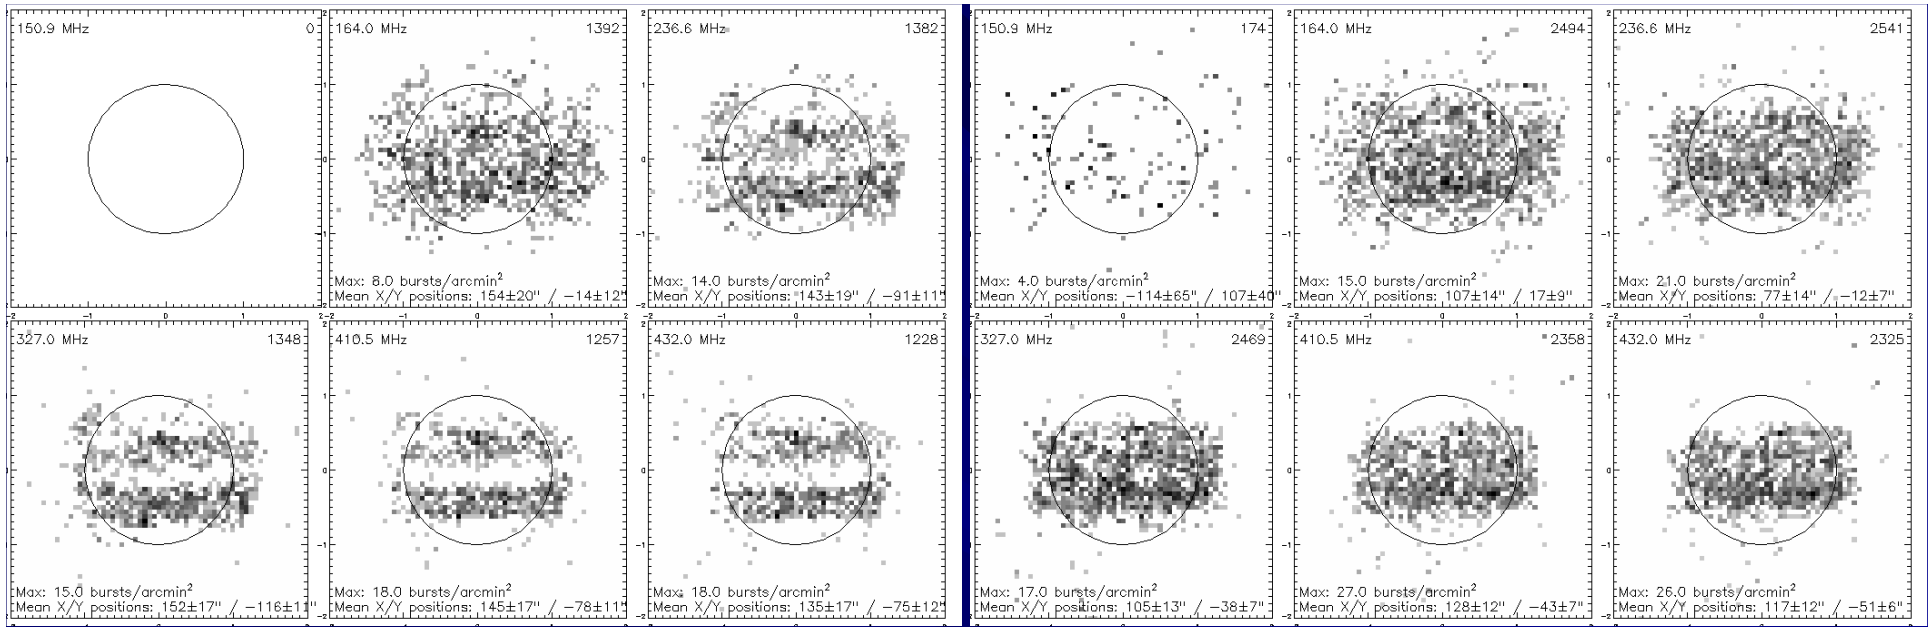 150.9 MHz 0
164.0 MHz 1392
236.6 MHz 1382
150.9 MHz 174
164.0 MHz 2494
236.6 MHz 2541
Max: 8.0 bursts/arcmin²
Mean X/Y positions: 154±20" / −14±12"
Max: 14.0 bursts/arcmin²
Mean X/Y positions: 143±19" / −91±11"
Max: 4.0 bursts/arcmin²
Mean X/Y positions: −114±65" / 107±40"
Max: 15.0 bursts/arcmin²
Mean X/Y positions: 107±14" / 17±9"
Max: 21.0 bursts/arcmin²
Mean X/Y positions: 77±14" / −12±7"
327.0 MHz 1348
410.5 MHz 1257
432.0 MHz 1228
327.0 MHz 2469
410.5 MHz 2358
432.0 MHz 2325
Max: 15.0 bursts/arcmin²
Mean X/Y positions: 152±17" / −116±11"
Max: 18.0 bursts/arcmin²
Mean X/Y positions: 145±17" / −78±11"
Max: 18.0 bursts/arcmin²
Mean X/Y positions: 135±17" / −75±12"
Max: 17.0 bursts/arcmin²
Mean X/Y positions: 105±13" / −38±7"
Max: 27.0 bursts/arcmin²
Mean X/Y positions: 128±12" / −43±7"
Max: 26.0 bursts/arcmin²
Mean X/Y positions: 117±12" / −51±6"